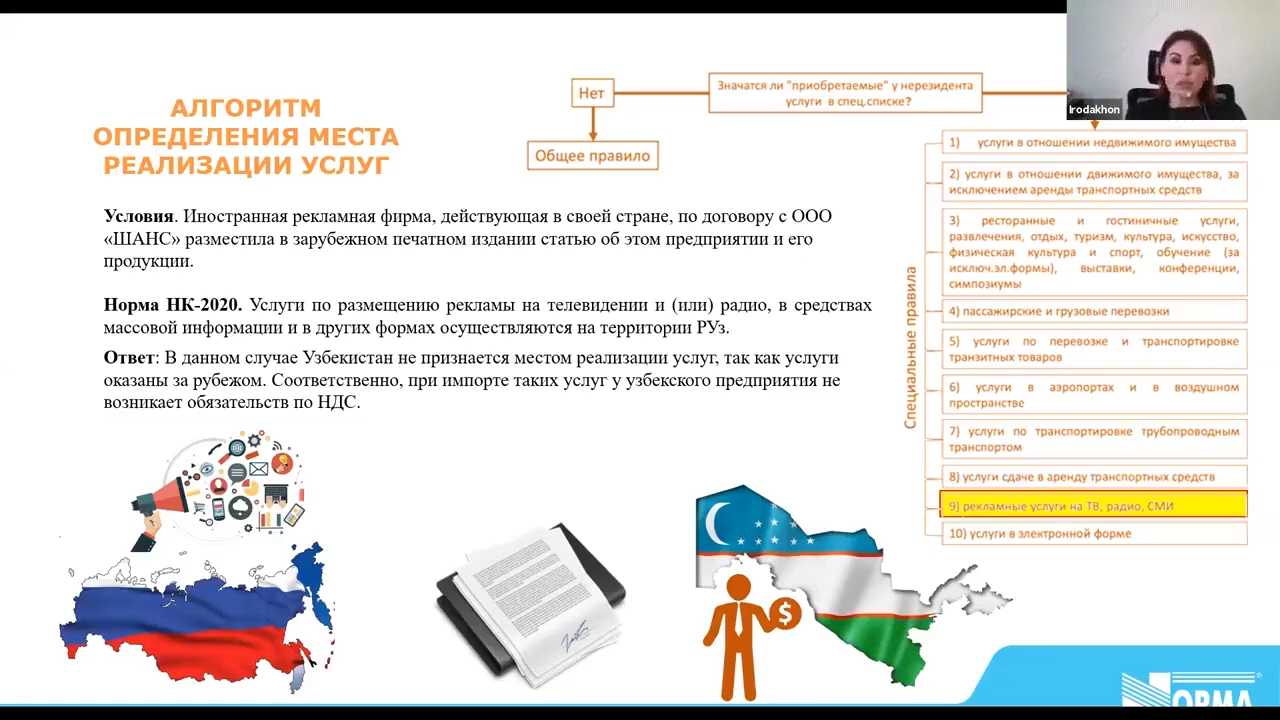 АЛГОРИТМ
ОПРЕДЕЛЕНИЯ МЕСТА
РЕАЛИЗАЦИИ УСЛУГ
Условия. Иностранная рекламная фирма, действующая в своей стране, по договору с ООО
«ШАНС» разместила в зарубежном печатном издании статью об этом предприятии и его
продукции.
Норма НК-2020. Услуги по размещению рекламы на телевидении и (или) радио, в средствах
массовой информации и в других формах осуществляются на территории РУз.
Ответ: В данном случае Узбекистан не признается местом реализации услуг, так как услуги
оказаны за рубежом. Соответственно, при импорте таких услуг у узбекского предприятия не
возникает обязательств по НДС.
Нет
Общее правило
Значатся ли "приобретаемые" у нерезидента
услуги в спец.списке?
Irodakhon
Специальные правила
1) услуги в отношении недвижимого имущества
2) услуги в отношении движимого имущества, за
исключением аренды транспортных средств
3) ресторанные и гостиничные услуги,
развлечения, отдых, туризм, культура, искусство,
физическая культура и спорт, обучение (за
исключ.эл.формы), выставки, конференции,
симпозиумы
4) пассажирские и грузовые перевозки
5) услуги по перевозке и транспортировке
транзитных товаров
6) услуги в аэропортах и в воздушном
пространстве
7) услуги по транспортировке трубопроводным
транспортом
8) услуги сдаче в аренду транспортных средств
9) рекламные услуги на ТВ, радио, СМИ
10) услуги в электронной форме
$
НОРМА
®